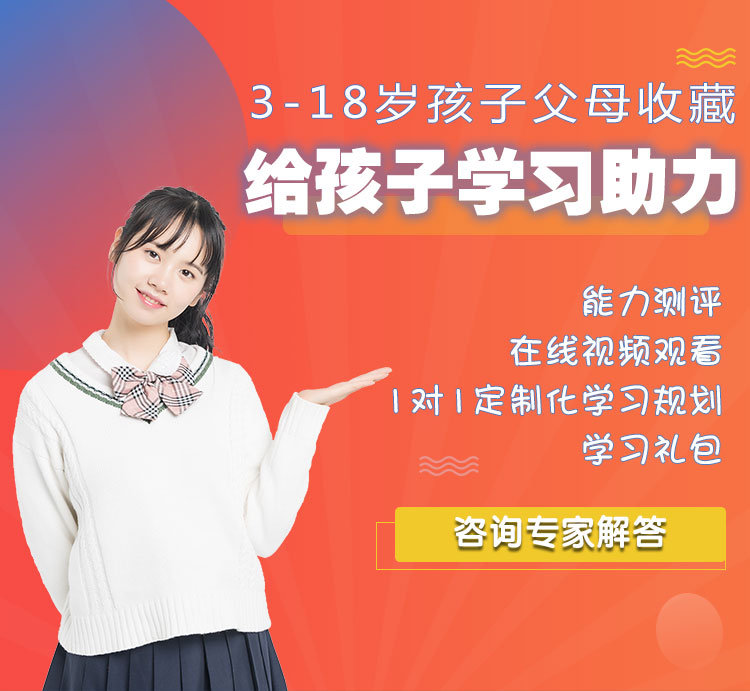 3-18岁孩子父母收藏
给孩子学习助力
能力测评
在线视频观看
1对1定制化学习规划
学习礼包
咨询专家解答